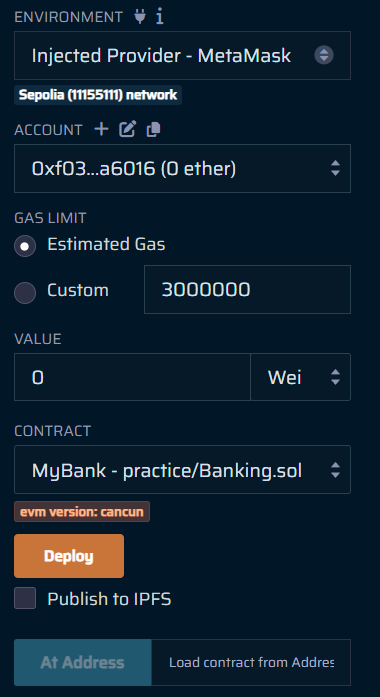 ENVIRONMENT
Injected Provider - MetaMask
Sepolia (11155111) network
ACCOUNT
0xf03...a6016 (0 ether)
GAS LIMIT
Estimated Gas
Custom 3000000
VALUE
0 Wei
CONTRACT
MyBank - practice/Banking.sol
evm version: cancun
Deploy
Publish to IPFS
At Address Load contract from Addres